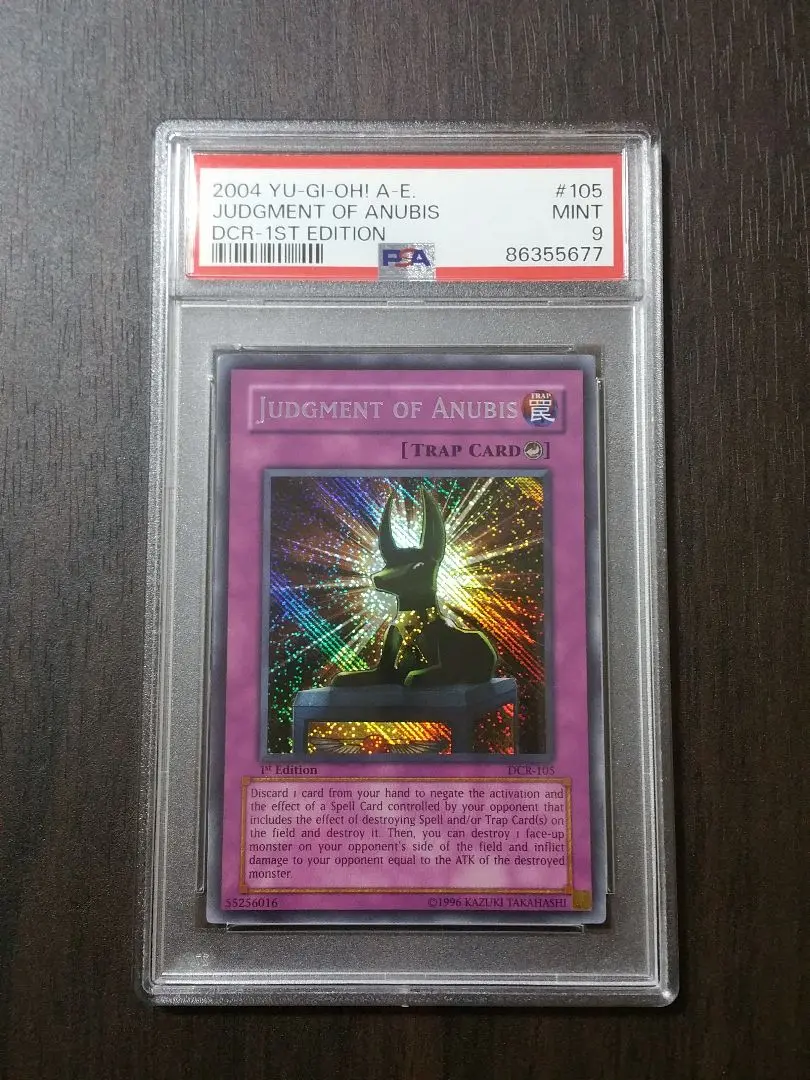 2004 YU-GI-OH! A-E. #105
JUDGMENT OF ANUBIS MINT
DCR-1ST EDITION 9
PSA 86355677
JUDGMENT OF ANUBIS
TRAP
罠
[TRAP CARD]
1st Edition DCR-105
Discard 1 card from your hand to negate the activation and
the effect of a Spell Card controlled by your opponent that
includes the effect of destroying Spell and/or Trap Card(s) on
the field and destroy it. Then, you can destroy 1 face-up
monster on your opponent's side of the field and inflict
damage to your opponent equal to the ATK of the destroyed
monster.
55256016 ©1996 KAZUKI TAKAHASHI